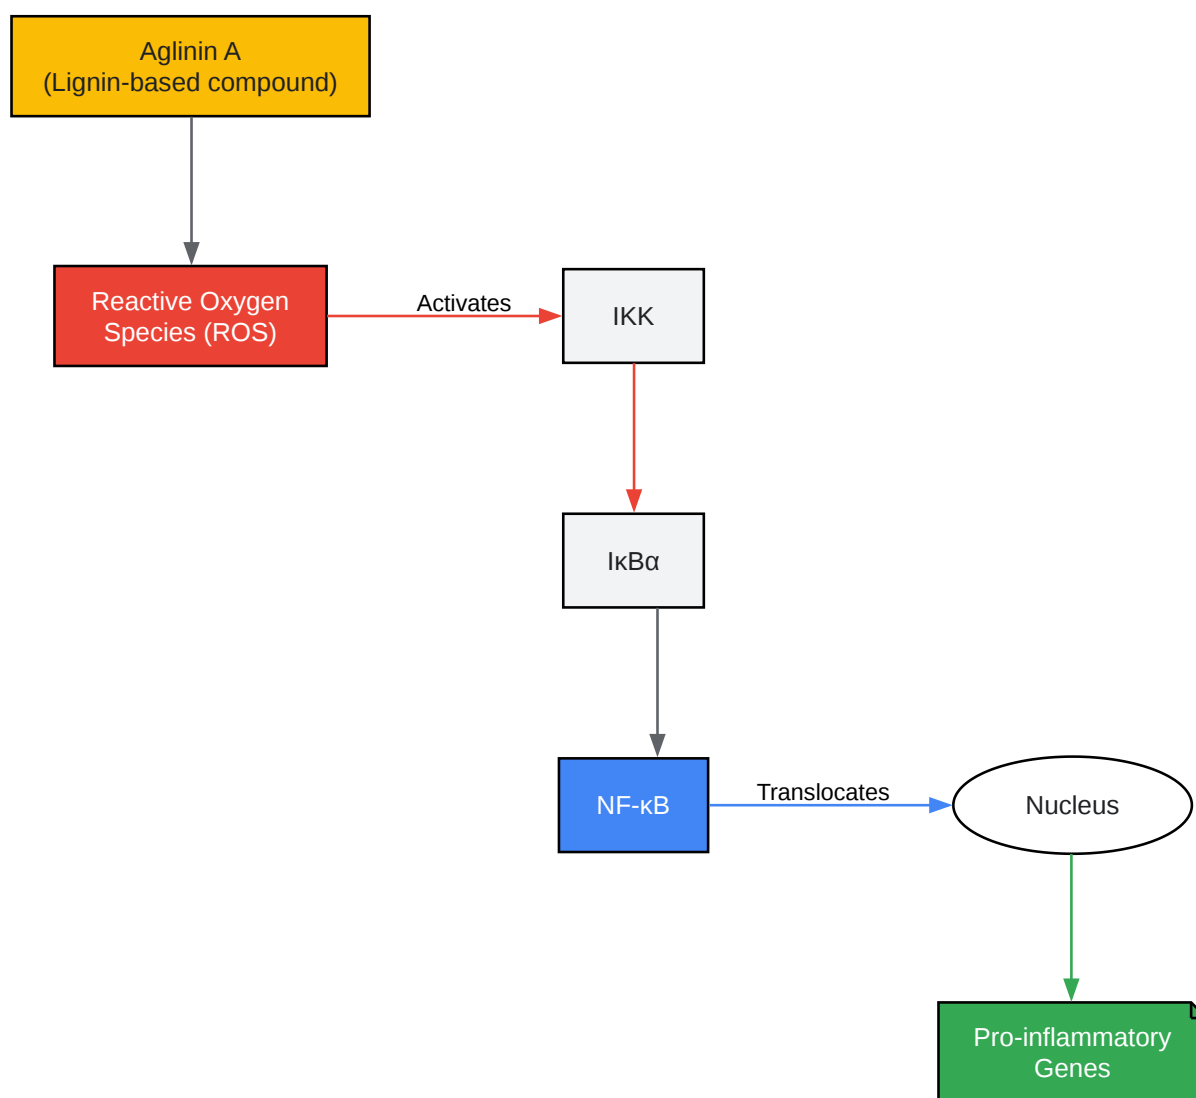 Aglinin A
(Lignin-based compound)
Reactive Oxygen
Species (ROS)
Activates
IKK
IκBα
NF-κB
Translocates
Nucleus
Pro-inflammatory
Genes